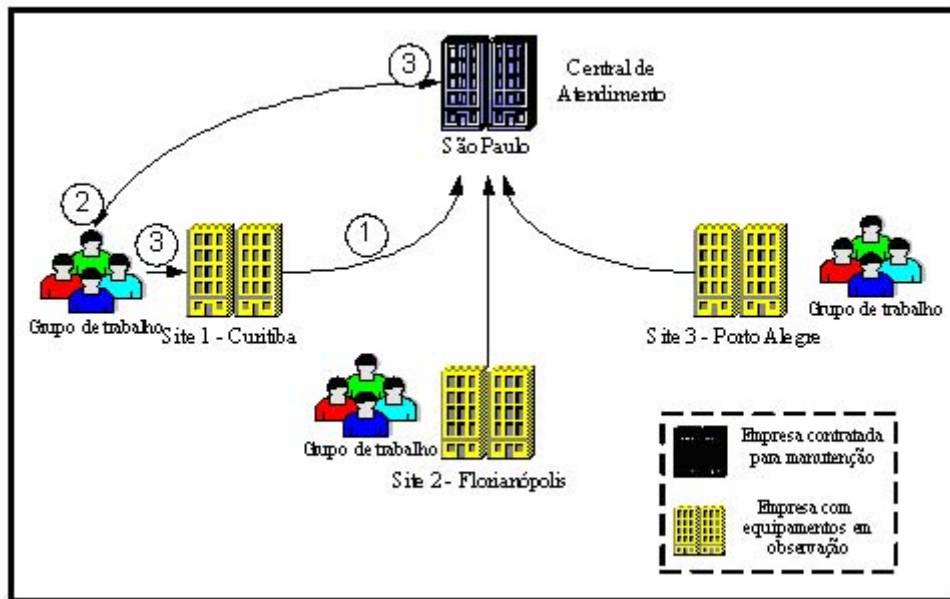 3
Central de
Atendimento
São Paulo
2
3
1
Grupo de trabalho
Site 1 - Curitiba
Site 3 - Porto Alegre
Grupo de trabalho
Grupo de trabalho
Site 2 - Florianópolis
Empresa contratada
para manutenção
Empresa com
equipamentos em
observação